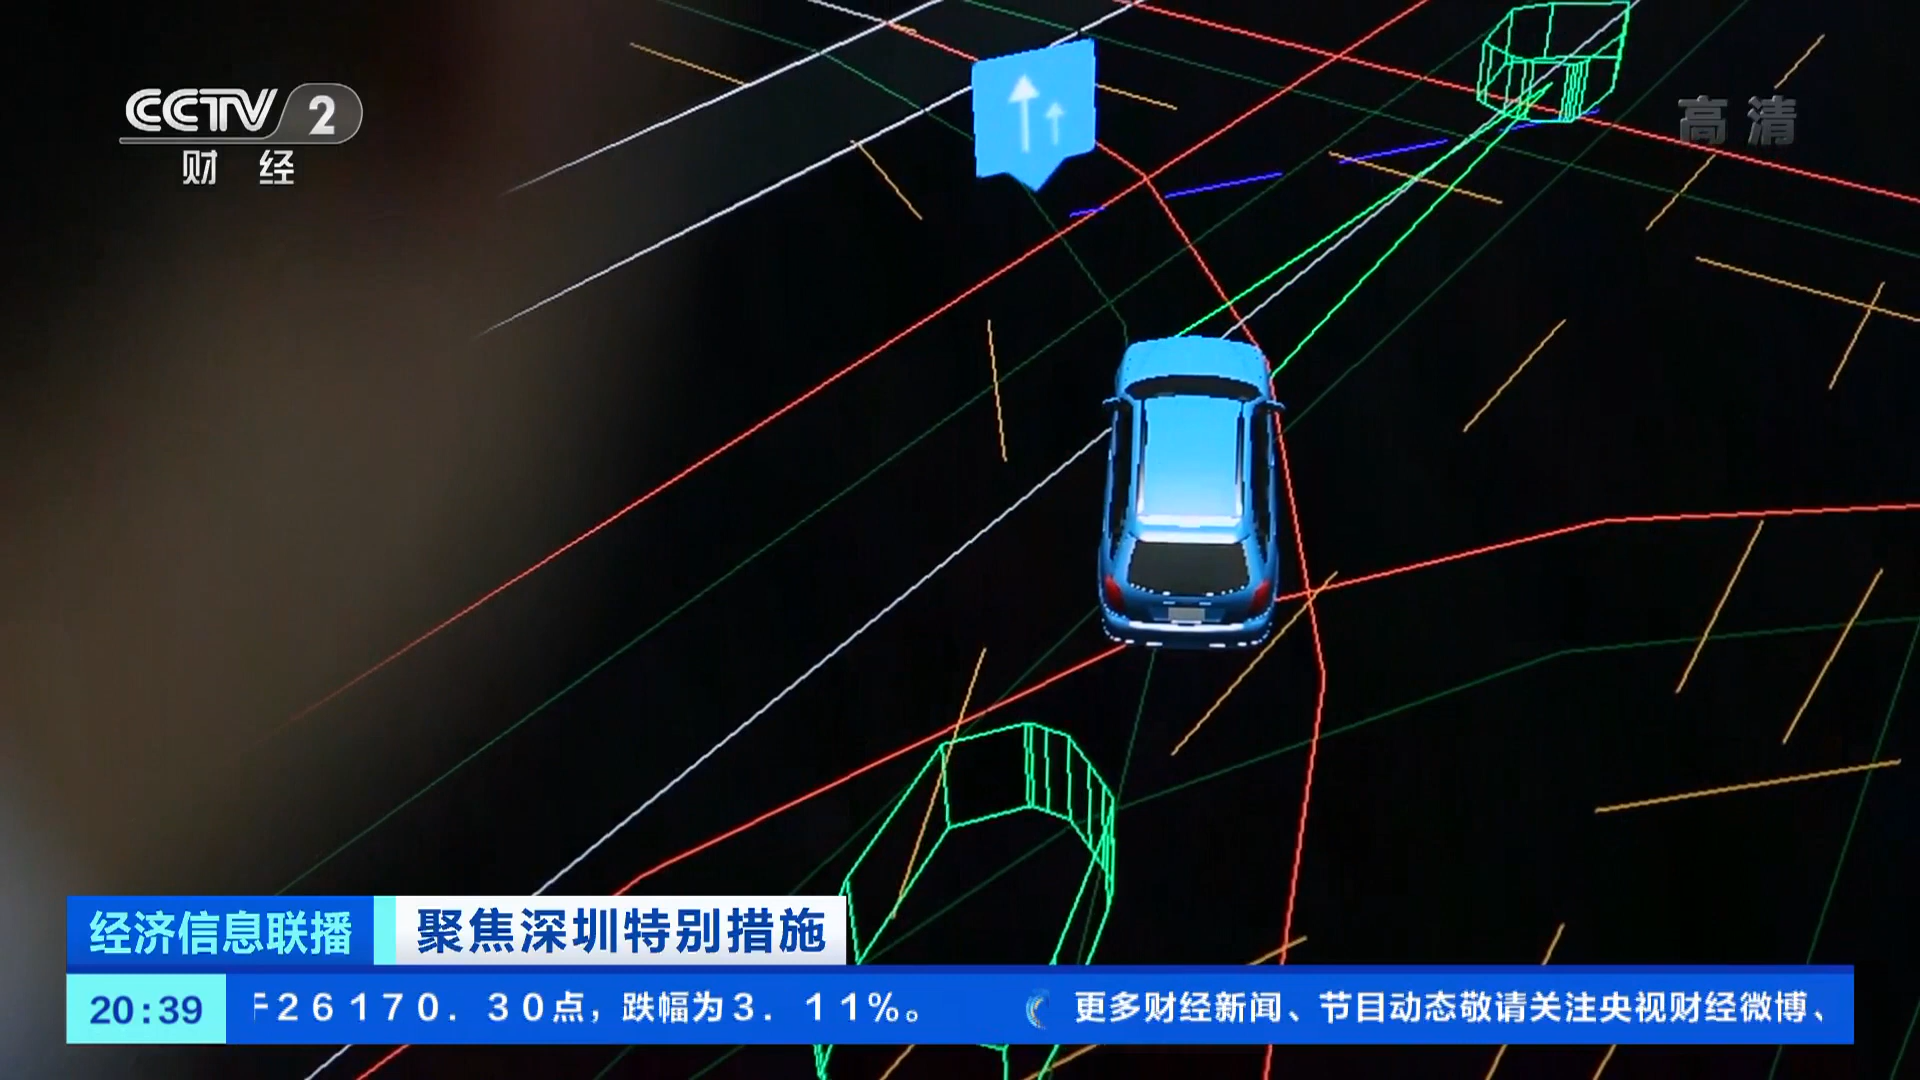 CCTV 2
财 经
高 清
经济信息联播
聚焦深圳特别措施
20:39
26170.30点，跌幅为3.11%。
更多财经新闻、节目动态敬请关注央视财经微博、